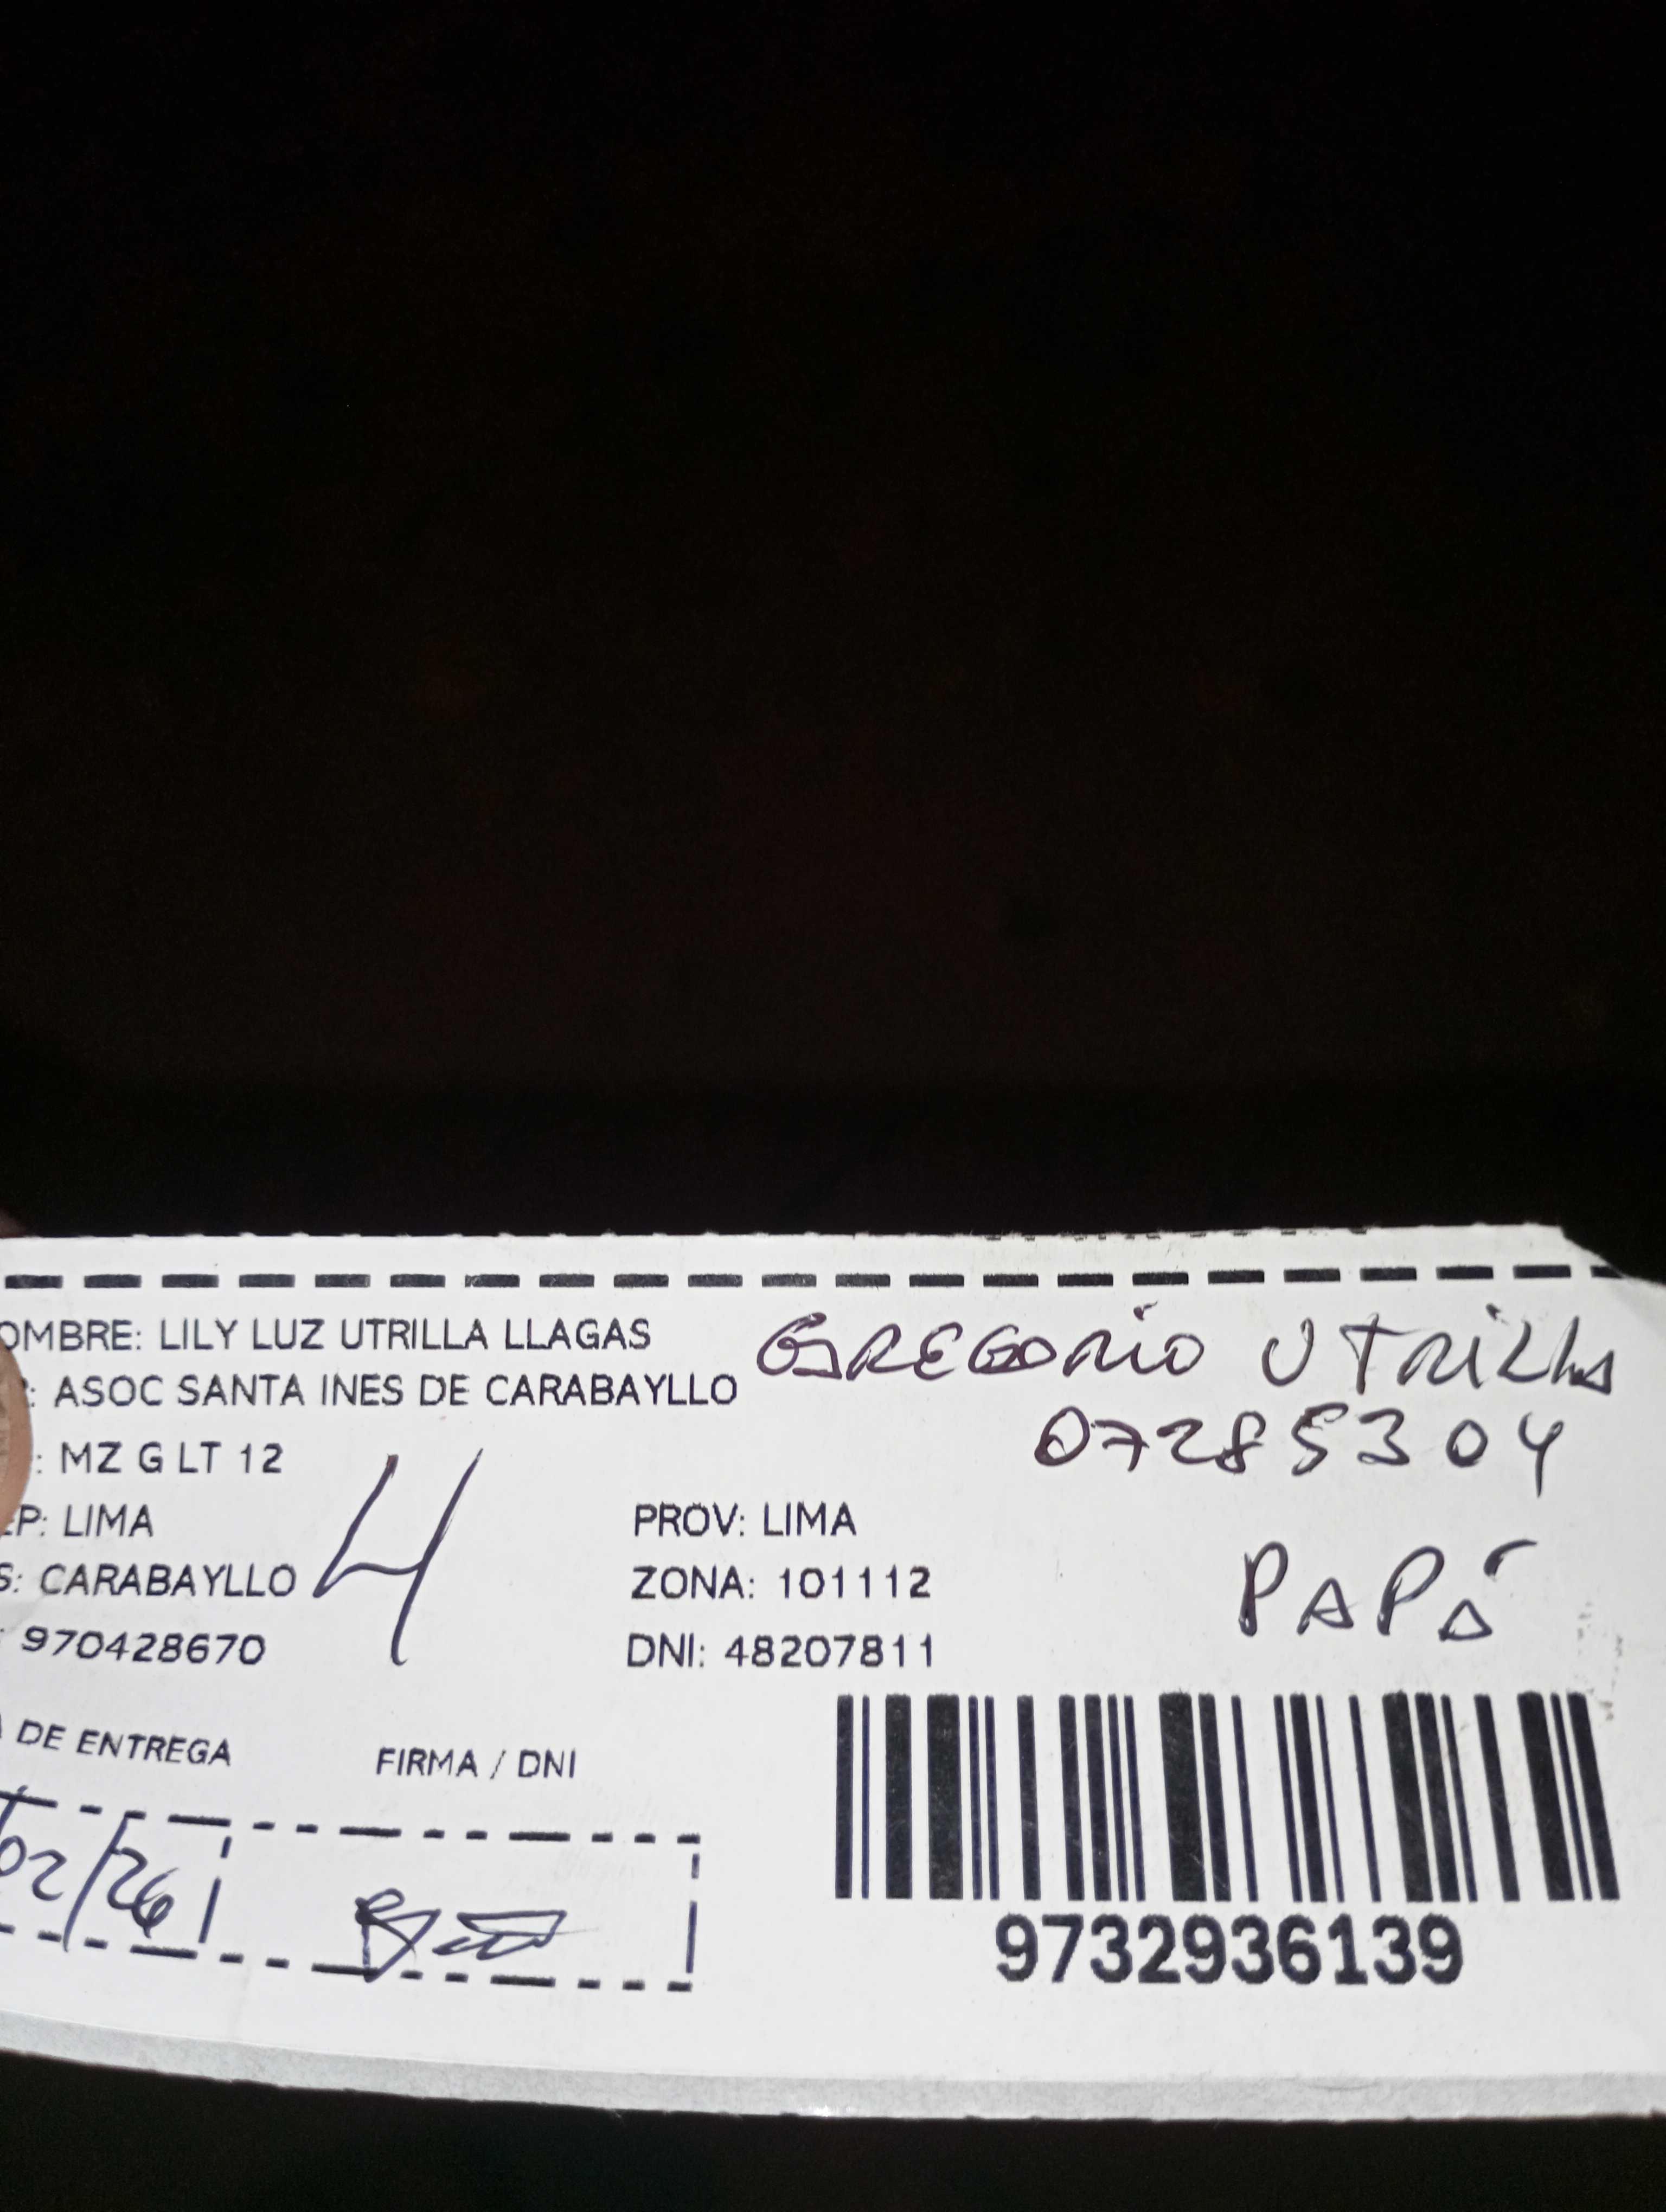 OMBRE: LILY LUZ UTRILLA LLAGAS
GREGORIO UTRILLA
: ASOC SANTA INES DE CARABAYLLO
07285304
: MZ G LT 12
4
EP: LIMA
PROV: LIMA
PAPÁ
S: CARABAYLLO
ZONA: 101112
970428670
DNI: 48207811
DE ENTREGA
FIRMA / DNI
02/26
9732936139